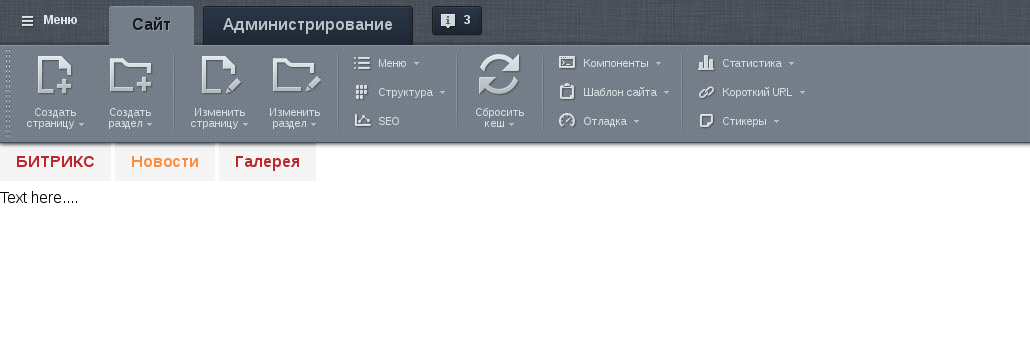 Меню
Сайт
Администрирование
3
Создать
страницу
Создать
раздел
Изменить
страницу
Изменить
раздел
Меню
Структура
SEO
Сбросить
кеш
Компоненты
Шаблон сайта
Отладка
Статистика
Короткий URL
Стикеры
БИТРИКС
Новости
Галерея
Text here....